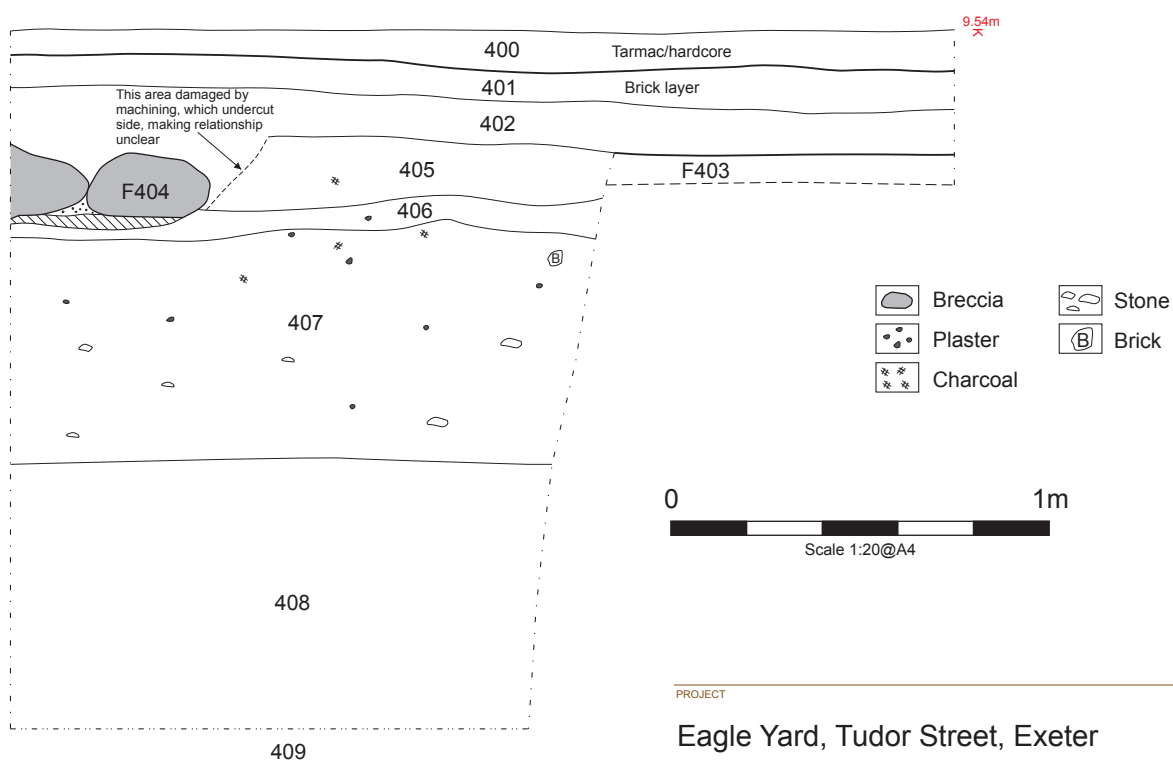 9.54m
400
Tarmac/hardcore
401
Brick layer
This area damaged by
machining, which undercut
side, making relationship
unclear
402
405
F403
F404
406
B
407
Breccia
Stone
Plaster
B
Brick
Charcoal
0
1m
Scale 1:20@A4
408
PROJECT
Eagle Yard, Tudor Street, Exeter
409